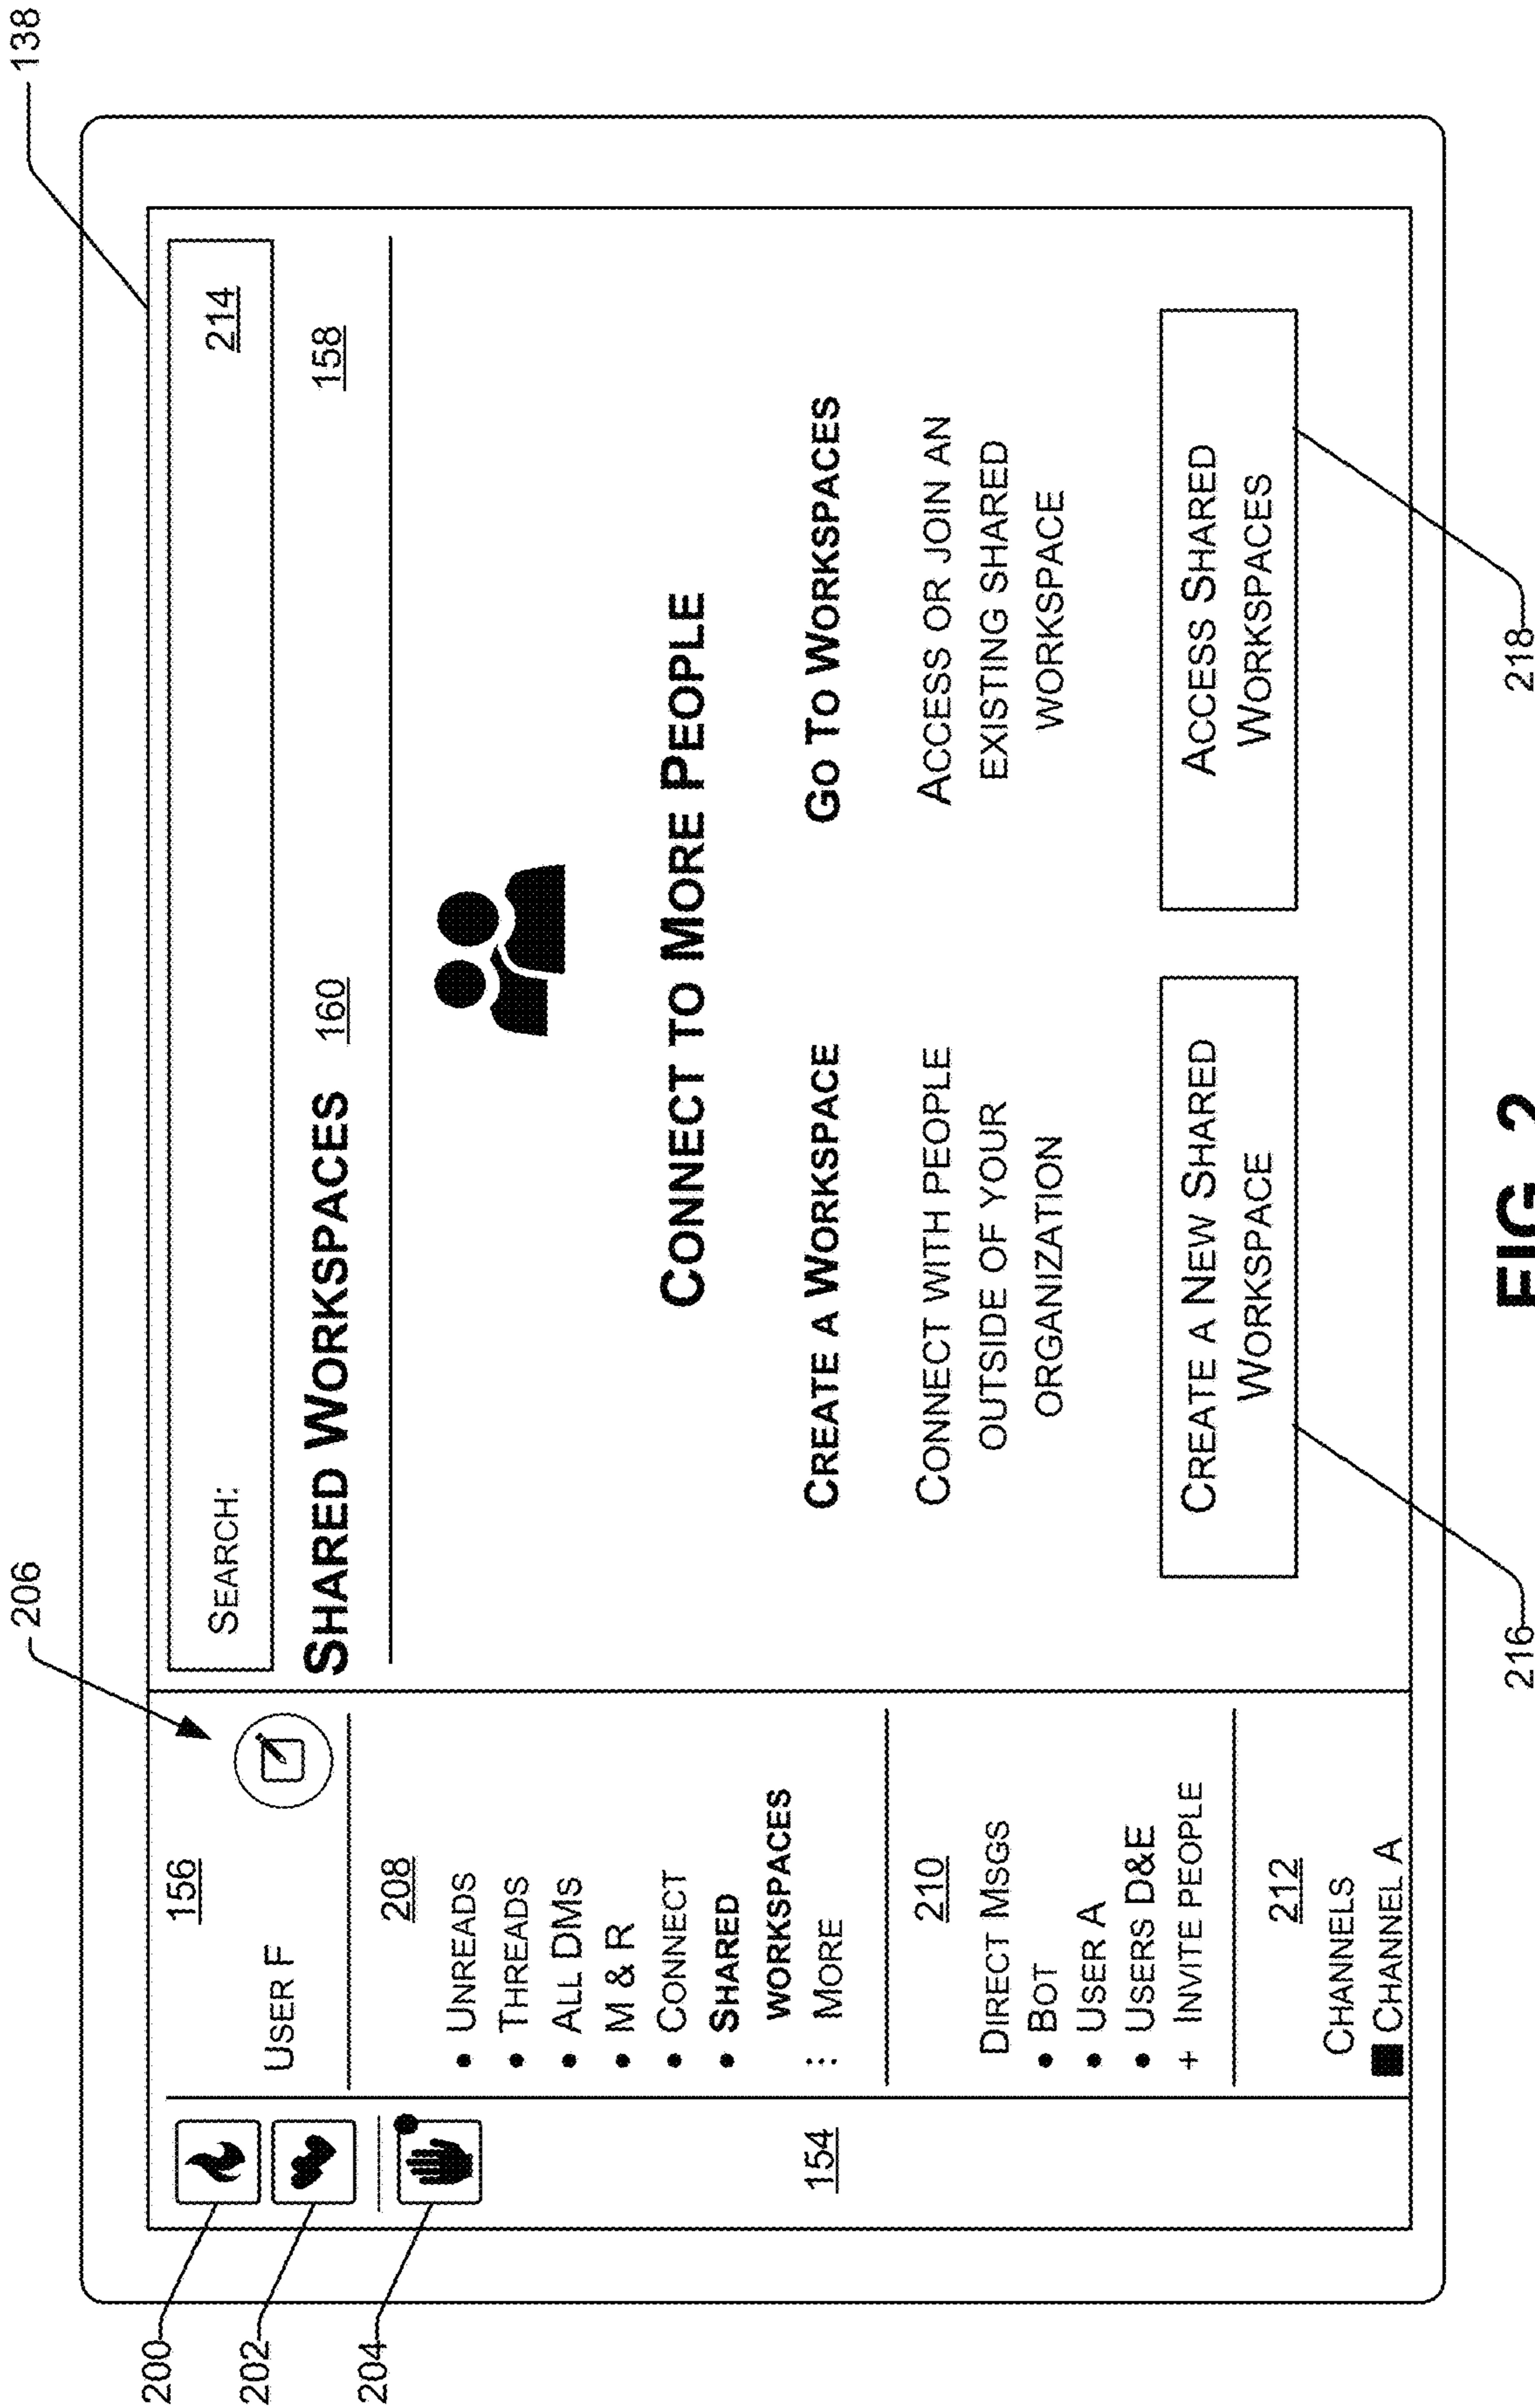 138
206
200
202
204
154
156
USER F
208
• UNREADS
• THREADS
• ALL DMS
• M & R
• CONNECT
• SHARED
WORKSPACES
: MORE
210
DIRECT MSGS
• BOT
• USER A
• USERS D&E
+ INVITE PEOPLE
212
CHANNELS
CHANNEL A
SEARCH: 214
SHARED WORKSPACES 160 158
CONNECT TO MORE PEOPLE
CREATE A WORKSPACE
CONNECT WITH PEOPLE
OUTSIDE OF YOUR
ORGANIZATION
CREATE A NEW SHARED
WORKSPACE
GO TO WORKSPACES
ACCESS OR JOIN AN
EXISTING SHARED
WORKSPACE
ACCESS SHARED
WORKSPACES
216
218
FIG. 2